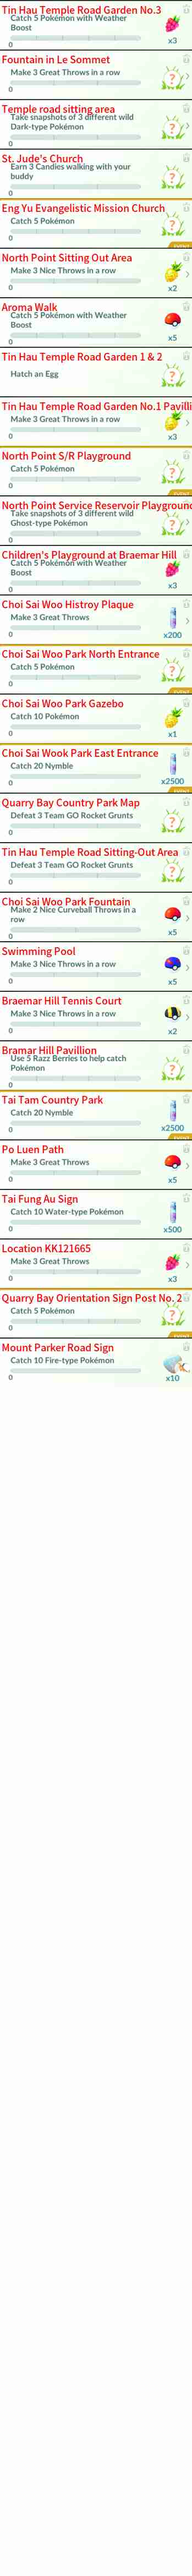 Tin Hau Temple Road Garden No.3
Catch 5 Pokémon with Weather
Boost
0
x3
Fountain in Le Sommet
Make 3 Great Throws in a row
0
?
Temple road sitting area
Take snapshots of 3 different wild
Dark-type Pokémon
0
?
St. Jude's Church
Earn 3 Candies walking with your
buddy
0
?
Eng Yu Evangelistic Mission Church
Catch 5 Pokémon
0
?
North Point Sitting Out Area
Make 3 Nice Throws in a row
0
x2
Aroma Walk
Catch 5 Pokémon with Weather
Boost
0
x5
Tin Hau Temple Road Garden 1 & 2
Hatch an Egg
?
Tin Hau Temple Road Garden No.1 Pavilli
Make 3 Great Throws in a row
0
x3
North Point S/R Playground
Catch 5 Pokémon
0
?
North Point Service Reservoir Playground
Take snapshots of 3 different wild
Ghost-type Pokémon
0
?
Children's Playground at Braemar Hill
Catch 5 Pokémon with Weather
Boost
0
x3
Choi Sai Woo Histroy Plaque
Make 3 Great Throws
0
x200
Choi Sai Woo Park North Entrance
Catch 5 Pokémon
0
?
Choi Sai Woo Park Gazebo
Catch 10 Pokémon
0
x1
Choi Sai Wook Park East Entrance
Catch 20 Nymble
0
x2500
Quarry Bay Country Park Map
Defeat 3 Team GO Rocket Grunts
0
?
Tin Hau Temple Road Sitting-Out Area
Defeat 3 Team GO Rocket Grunts
0
?
Choi Sai Woo Park Fountain
Make 2 Nice Curveball Throws in a
row
0
x5
Swimming Pool
Make 3 Nice Throws in a row
0
x5
Braemar Hill Tennis Court
Make 3 Nice Throws in a row
0
x2
Bramar Hill Pavillion
Use 5 Razz Berries to help catch
Pokémon
0
?
Tai Tam Country Park
Catch 20 Nymble
0
x2500
Po Luen Path
Make 3 Great Throws
0
x5
Tai Fung Au Sign
Catch 10 Water-type Pokémon
0
x500
Location KK121665
Make 3 Great Throws
0
x3
Quarry Bay Orientation Sign Post No. 2
Catch 5 Pokémon
0
?
Mount Parker Road Sign
Catch 10 Fire-type Pokémon
0
x10